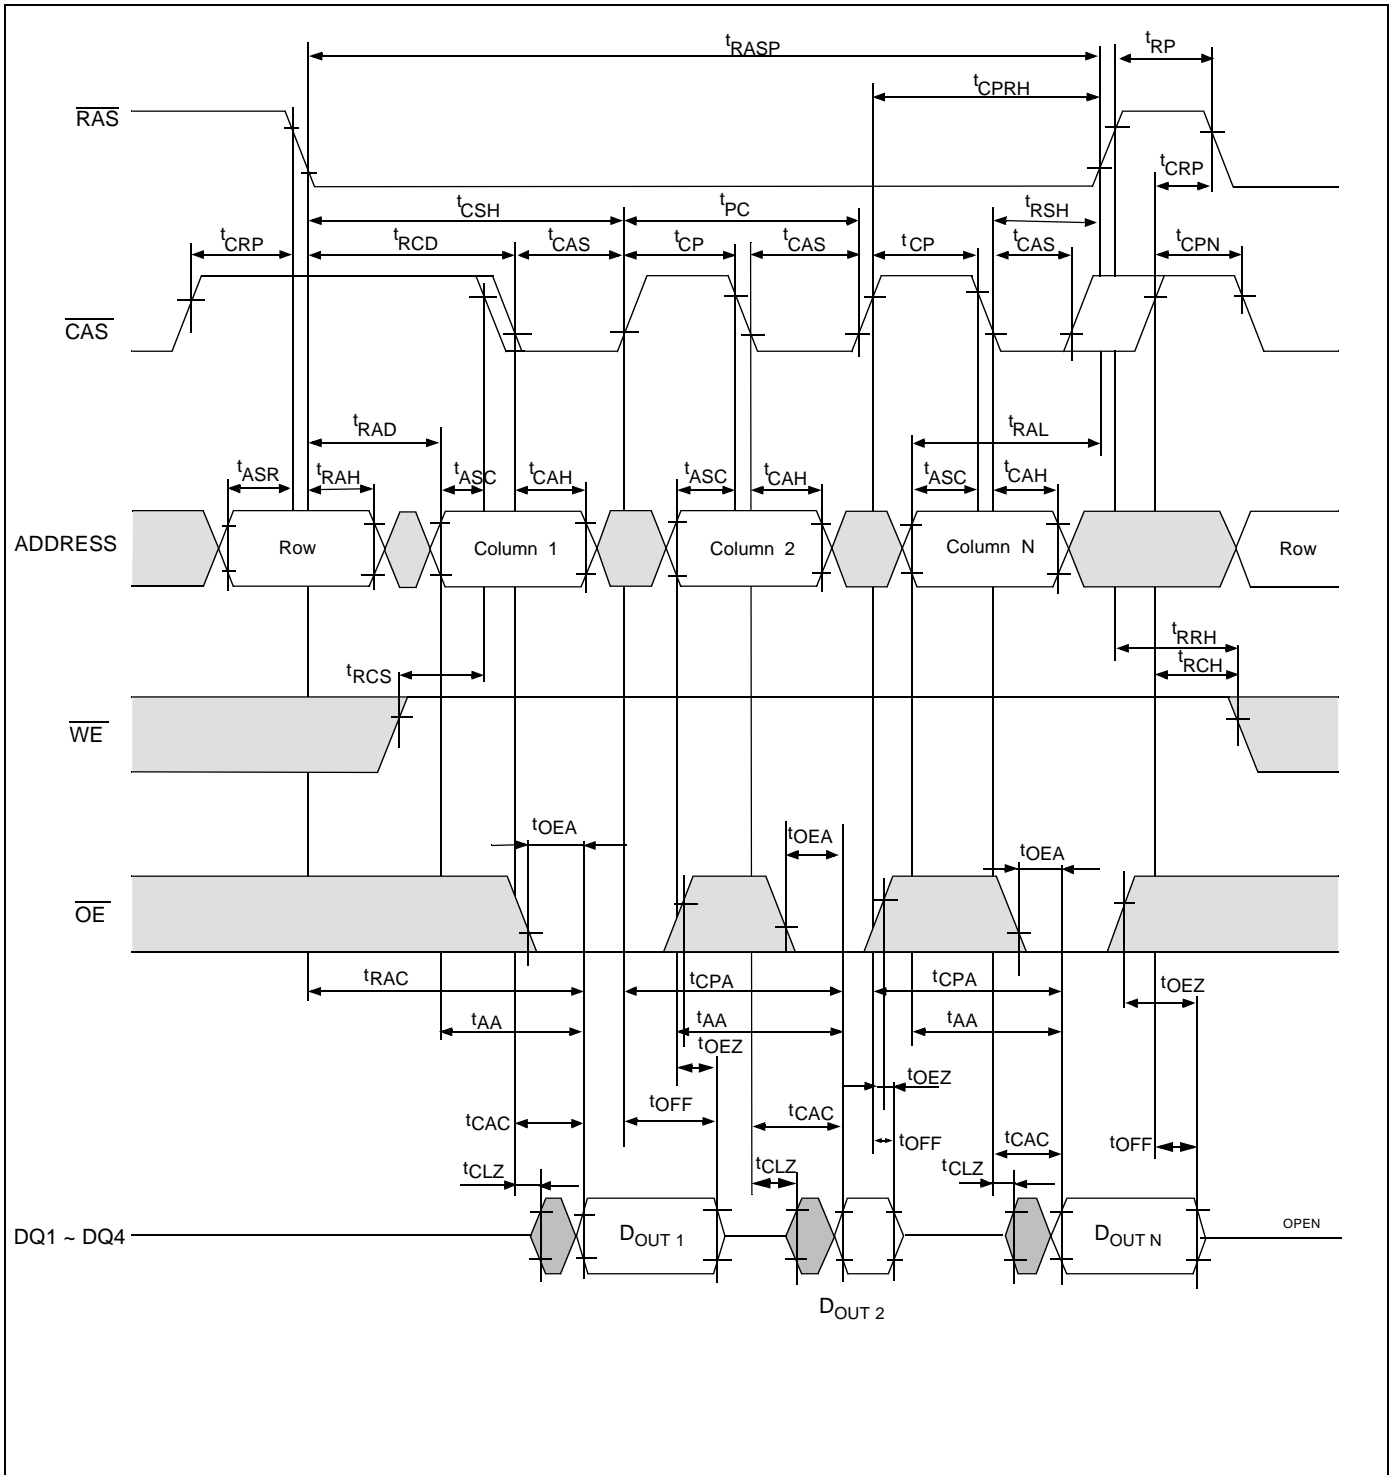 tRASP
tRP
tCPRH
RAS
tCRP
tCSH
tPC
tRSH
tCRP
tRCD
tCAS
tCP
tCAS
tCP
tCAS
tCPN
CAS
tRAD
tRAL
tASR
tRAH
tASC
tCAH
tASC
tCAH
tASC
tCAH
ADDRESS
Row
Column 1
Column 2
Column N
Row
tRRH
tRCS
tRCH
WE
tOEA
tOEA
tOEA
OE
tRAC
tCPA
tCPA
tOEZ
tAA
tAA
tAA
tOEZ
tOEZ
tOFF
tCAC
tCAC
tOFF
tCAC
tOFF
tCLZ
tCLZ
tCLZ
DQ1 ~ DQ4
DOUT 1
DOUT N
OPEN
DOUT 2